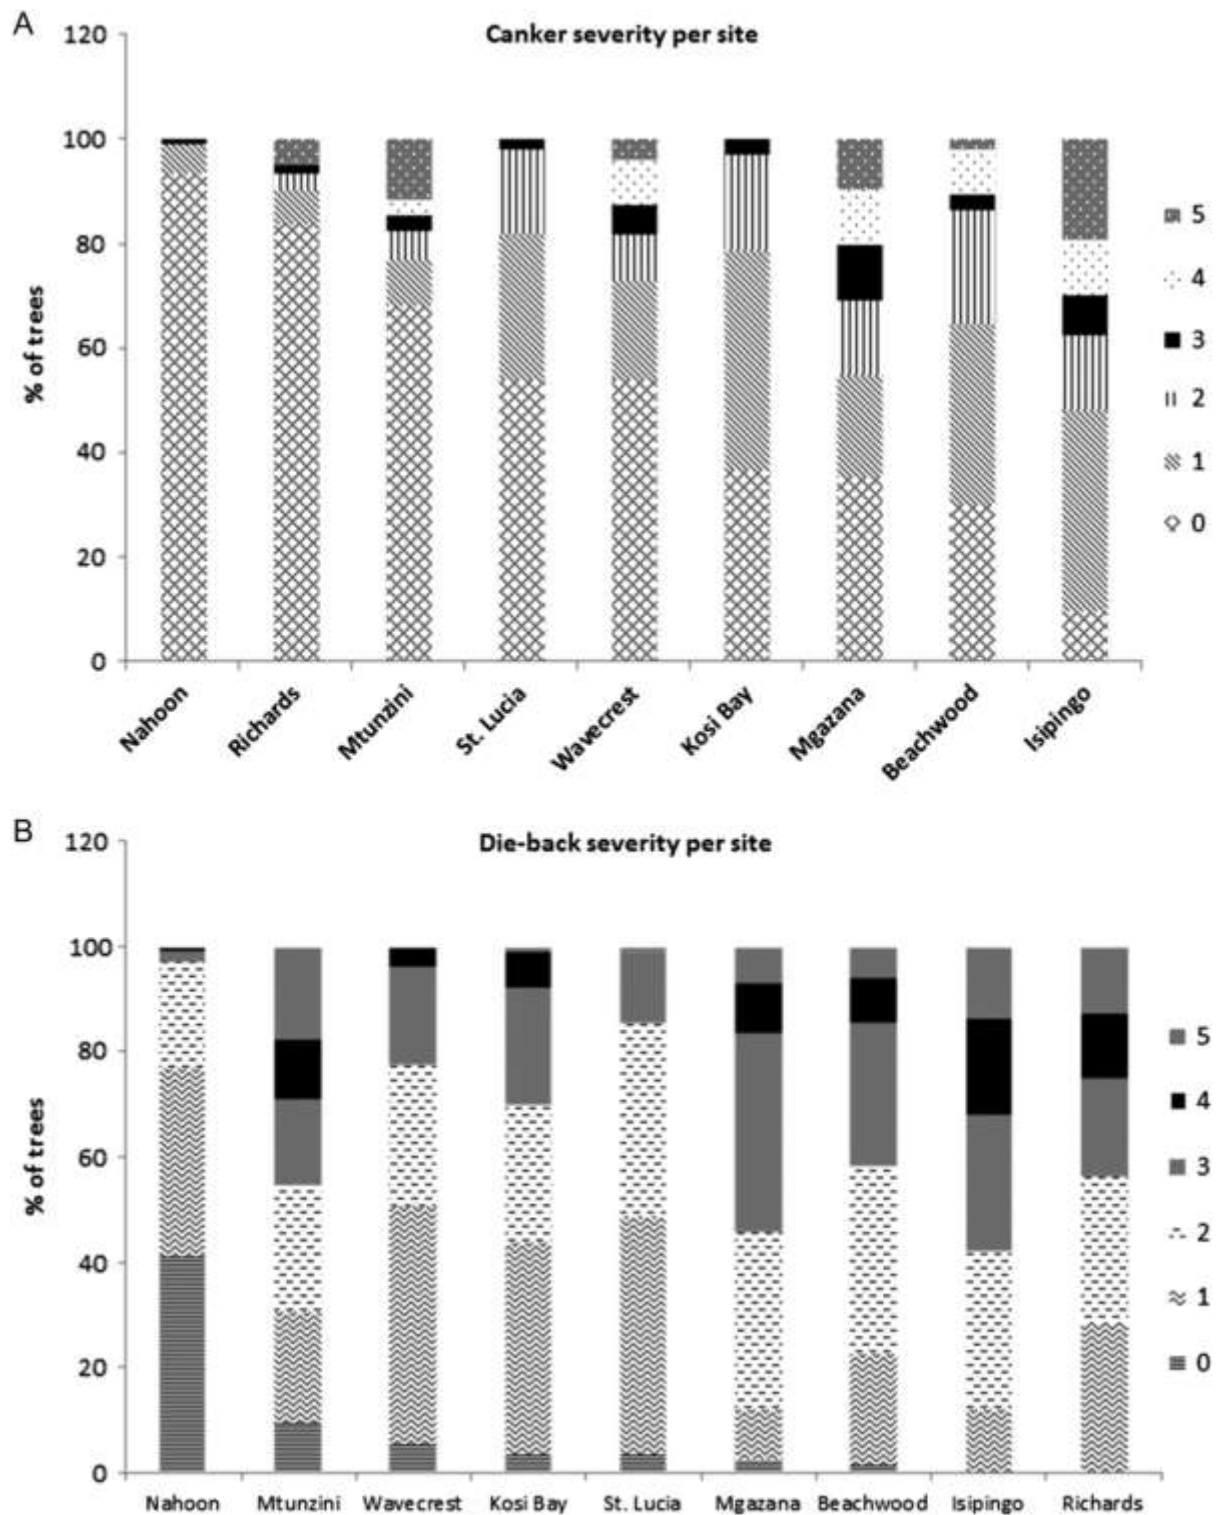 A
Canker severity per site
120
100
80
60
40
20
0
% of trees
5
4
3
2
1
0
Nahoon
Richards
Mtunzini
St. Lucia
Wavecrest
Kosi Bay
Mgazana
Beachwood
Isipingo
B
Die-back severity per site
120
100
80
60
40
20
0
% of trees
5
4
3
2
1
0
Nahoon Mtunzini Wavecrest Kosi Bay St. Lucia Mgazana Beachwood Isipingo Richards